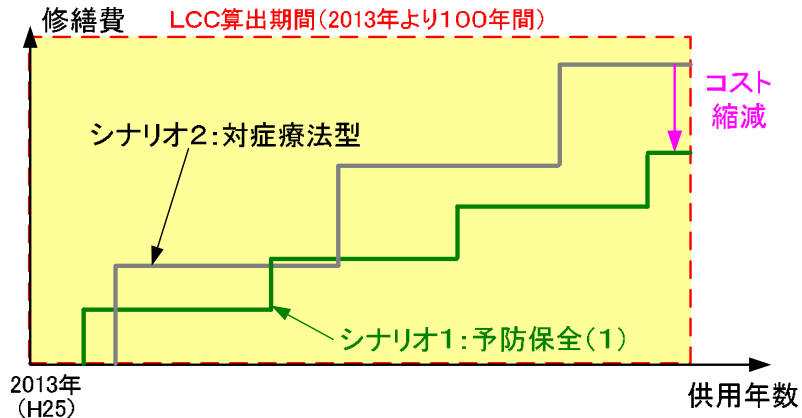 修繕費
LCC算出期間(2013年より100年間)
コスト
縮減
シナリオ2:対症療法型
シナリオ1:予防保全(1)
2013年
(H25)
供用年数